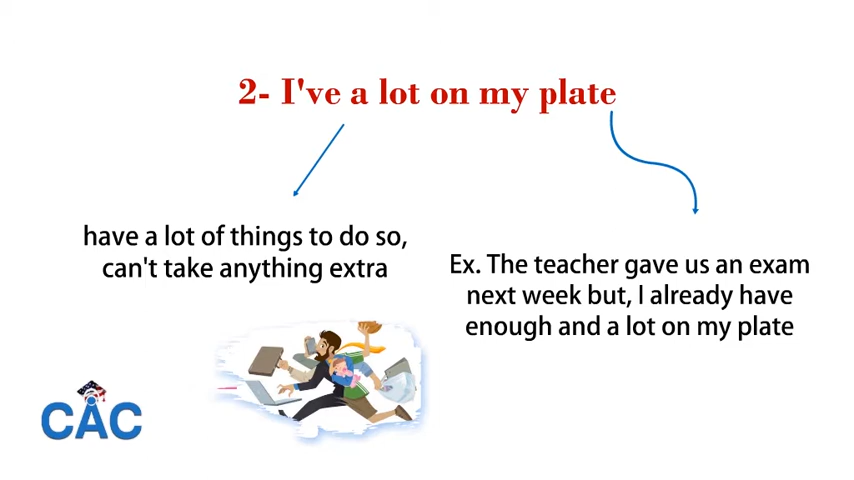 2- I've a lot on my plate
have a lot of things to do so,
can't take anything extra
Ex. The teacher gave us an exam
next week but, I already have
enough and a lot on my plate
CAC